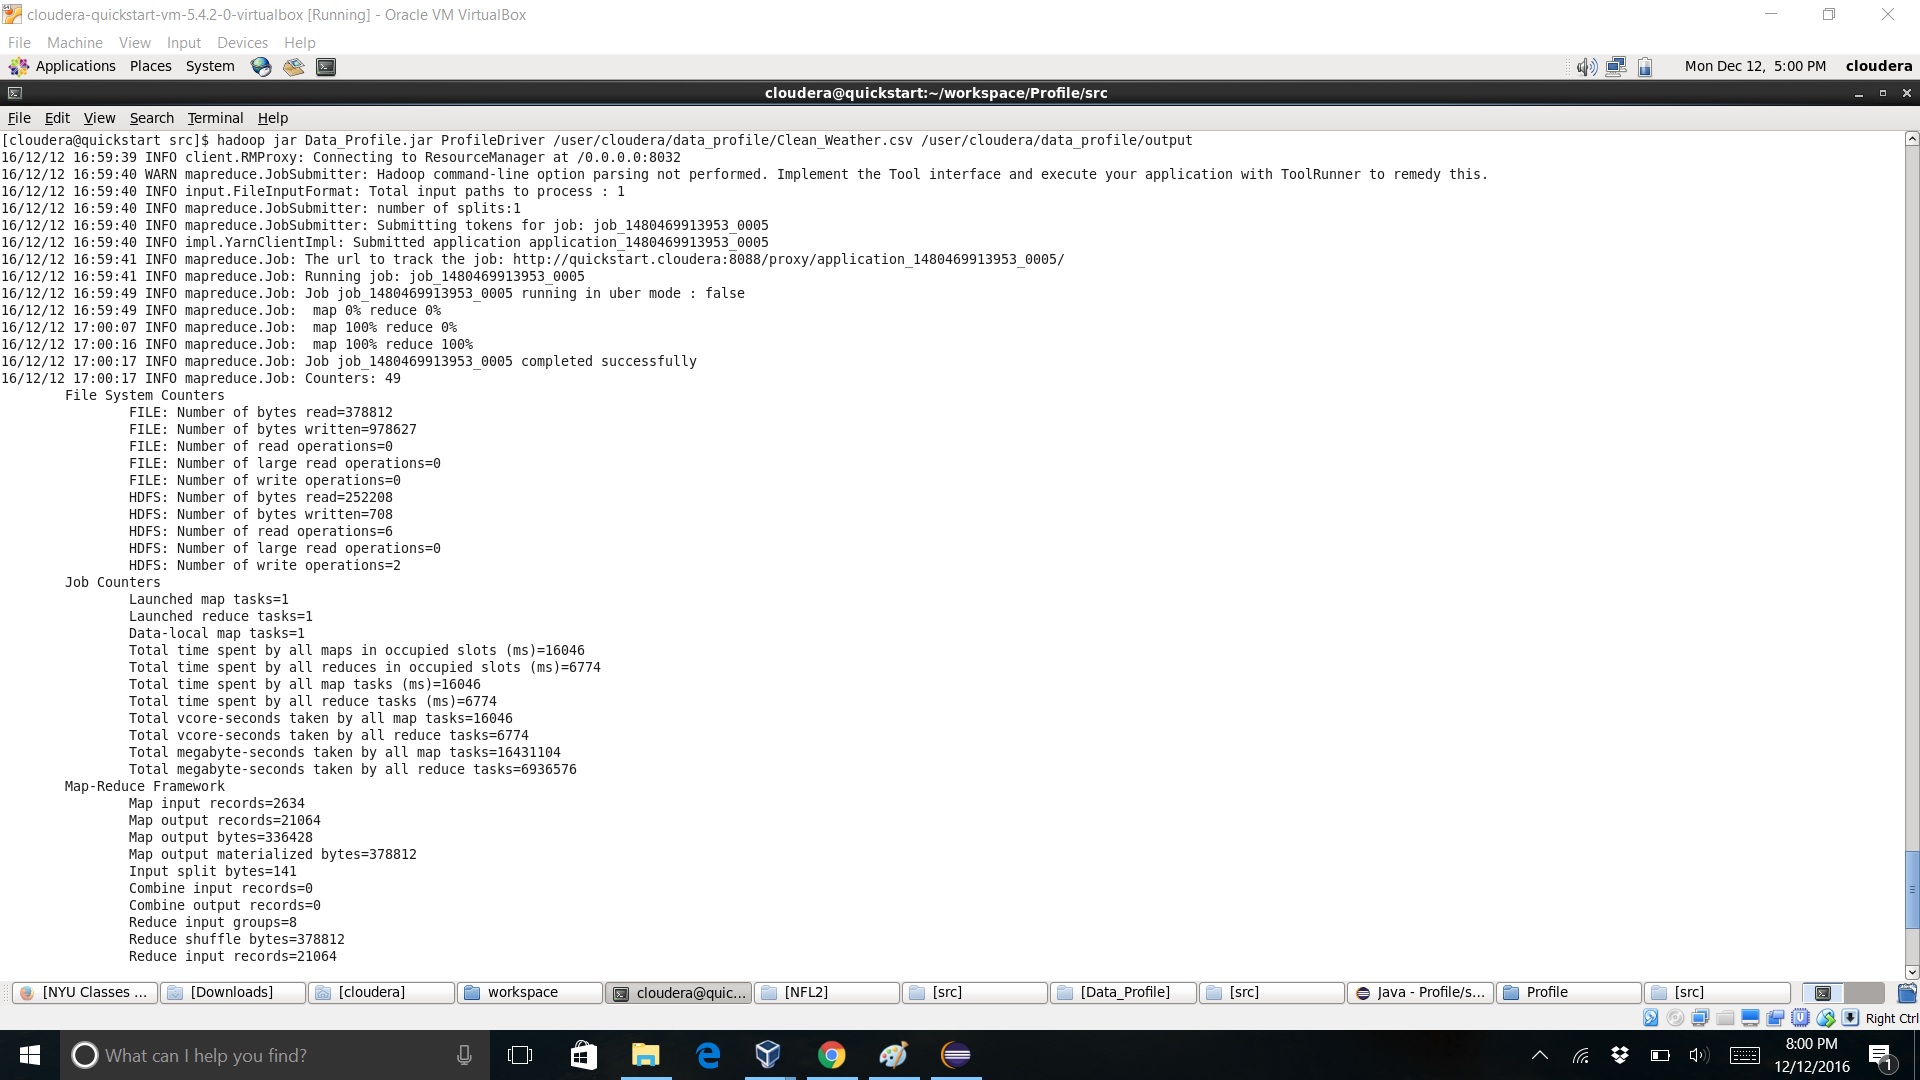 cloudera-quickstart-vm-5.4.2-0-virtualbox [Running] - Oracle VM VirtualBox
File Machine View Input Devices Help
Applications Places System Mon Dec 12, 5:00 PM cloudera
cloudera@quickstart:~/workspace/Profile/src
File Edit View Search Terminal Help
[cloudera@quickstart src]$ hadoop jar Data_Profile.jar ProfileDriver /user/cloudera/data_profile/Clean_Weather.csv /user/cloudera/data_profile/output
16/12/12 16:59:39 INFO client.RMProxy: Connecting to ResourceManager at /0.0.0.0:8032
16/12/12 16:59:40 WARN mapreduce.JobSubmitter: Hadoop command-line option parsing not performed. Implement the Tool interface and execute your application with ToolRunner to remedy this.
16/12/12 16:59:40 INFO input.FileInputFormat: Total input paths to process : 1
16/12/12 16:59:40 INFO mapreduce.JobSubmitter: number of splits:1
16/12/12 16:59:40 INFO mapreduce.JobSubmitter: Submitting tokens for job: job_1480469913953_0005
16/12/12 16:59:40 INFO impl.YarnClientImpl: Submitted application application_1480469913953_0005
16/12/12 16:59:41 INFO mapreduce.Job: The url to track the job: http://quickstart.cloudera:8088/proxy/application_1480469913953_0005/
16/12/12 16:59:41 INFO mapreduce.Job: Running job: job_1480469913953_0005
16/12/12 16:59:49 INFO mapreduce.Job: Job job_1480469913953_0005 running in uber mode : false
16/12/12 16:59:49 INFO mapreduce.Job:  map 0% reduce 0%
16/12/12 17:00:07 INFO mapreduce.Job:  map 100% reduce 0%
16/12/12 17:00:16 INFO mapreduce.Job:  map 100% reduce 100%
16/12/12 17:00:17 INFO mapreduce.Job: Job job_1480469913953_0005 completed successfully
16/12/12 17:00:17 INFO mapreduce.Job: Counters: 49
File System Counters
FILE: Number of bytes read=378812
FILE: Number of bytes written=978627
FILE: Number of read operations=0
FILE: Number of large read operations=0
FILE: Number of write operations=0
HDFS: Number of bytes read=252208
HDFS: Number of bytes written=708
HDFS: Number of read operations=6
HDFS: Number of large read operations=0
HDFS: Number of write operations=2
Job Counters
Launched map tasks=1
Launched reduce tasks=1
Data-local map tasks=1
Total time spent by all maps in occupied slots (ms)=16046
Total time spent by all reduces in occupied slots (ms)=6774
Total time spent by all map tasks (ms)=16046
Total time spent by all reduce tasks (ms)=6774
Total vcore-seconds taken by all map tasks=16046
Total vcore-seconds taken by all reduce tasks=6774
Total megabyte-seconds taken by all map tasks=16431104
Total megabyte-seconds taken by all reduce tasks=6936576
Map-Reduce Framework
Map input records=2634
Map output records=21064
Map output bytes=336428
Map output materialized bytes=378812
Input split bytes=141
Combine input records=0
Combine output records=0
Reduce input groups=8
Reduce shuffle bytes=378812
Reduce input records=21064
[NYU Classes ... [Downloads] [cloudera] workspace cloudera@quic... [NFL2] [src] [Data_Profile] [src] Java - Profile/s... Profile [src]
Right Ctrl
What can I help you find? 8:00 PM
12/12/2016 1